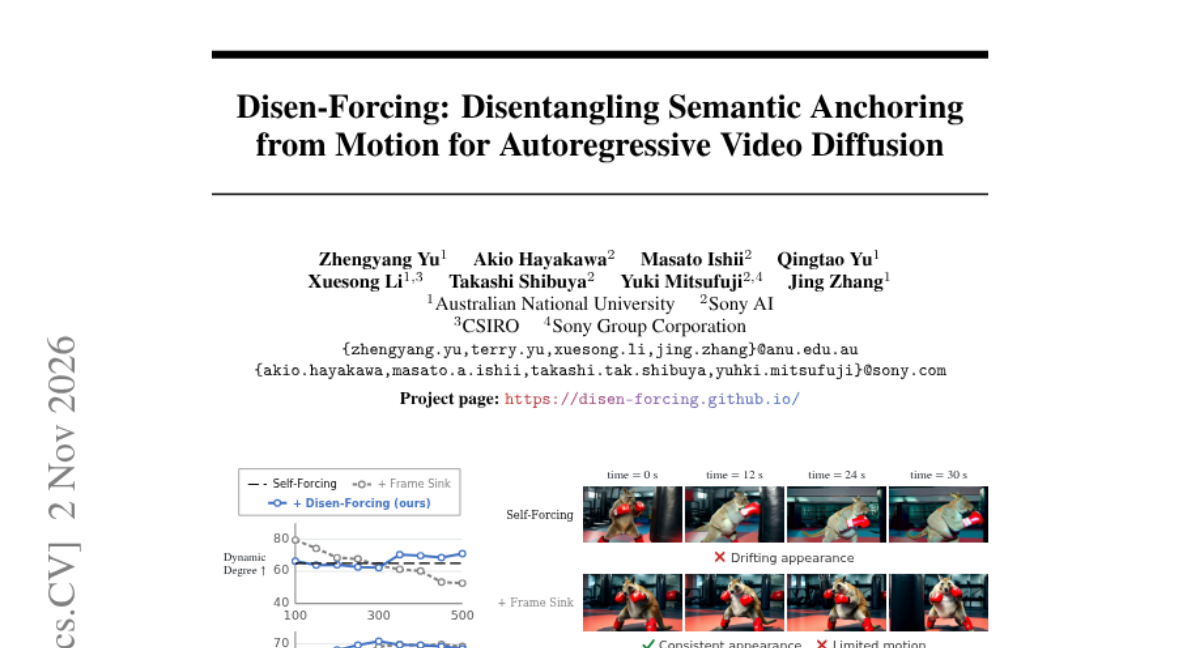 Disen-Forcing: Disentangling Semantic Anchoring
from Motion for Autoregressive Video Diffusion
Zhengyang Yu¹ Akio Hayakawa² Masato Ishii² Qingtao Yu¹
Xuesong Li¹,³ Takashi Shibuya² Yuki Mitsufuji²,⁴ Jing Zhang¹
¹Australian National University ²Sony AI
³CSIRO ⁴Sony Group Corporation
{zhengyang.yu,terry.yu,xuesong.li,jing.zhang}@anu.edu.au
{akio.hayakawa,masato.a.ishii,takashi.tak.shibuya,yuhki.mitsufuji}@sony.com
Project page: https://disen-forcing.github.io/
cs.CV] 2 Nov 2026
Self-Forcing + Frame Sink
+ Disen-Forcing (ours)
80
Dynamic
Degree ↑
60
40
100 300 500
70
time = 0 s time = 12 s time = 24 s time = 30 s
Self-Forcing
✗ Drifting appearance
+ Frame Sink
✓ Consistent appearance ✗ Limited motion